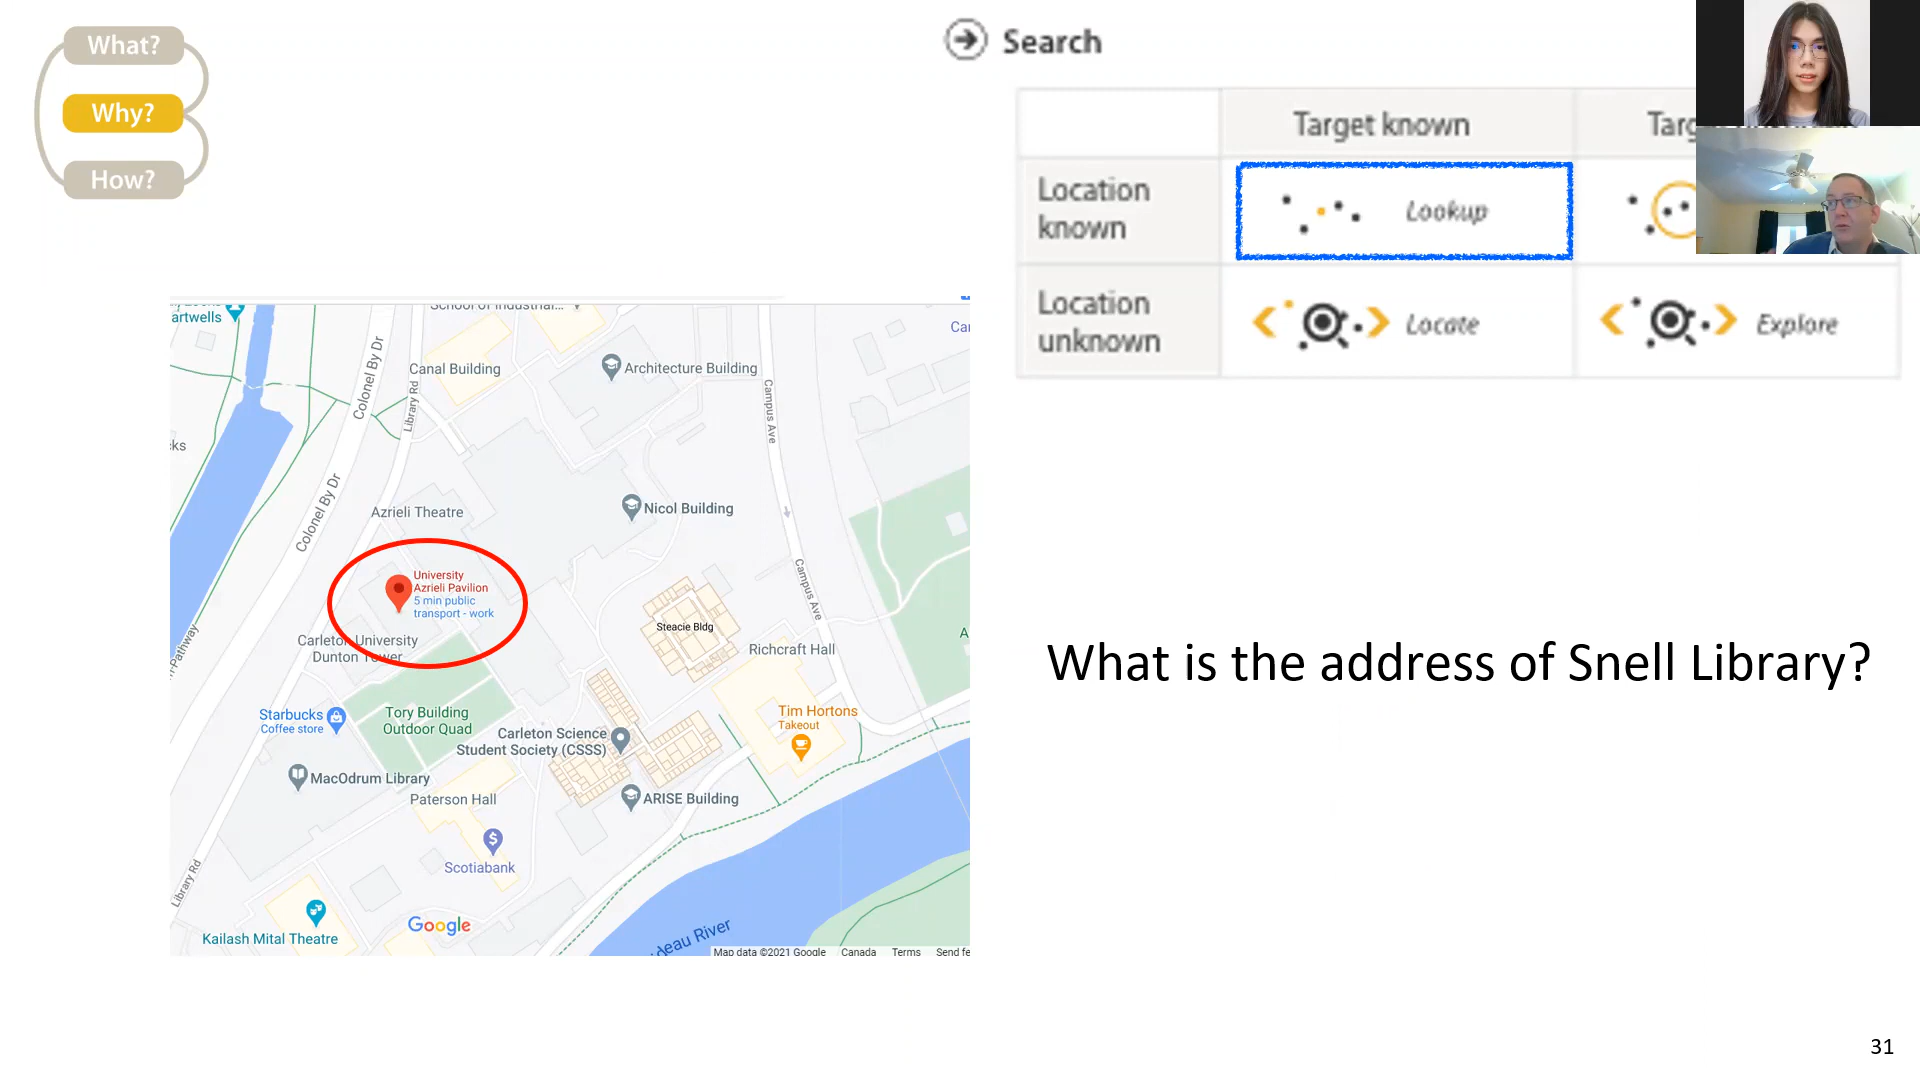 What?
Why?
How?
Search
Target known
Location
known
Lookup
Location
unknown
Locate
Explore
artwells
Canal Building
Architecture Building
Colonel By Dr
Library Rd
Campus Ave
Nicol Building
Azrieli Theatre
Colonel By Dr
University
Azrieli Pavilion
5 min public
transport - work
Campus Ave
Steacie Bldg
Carleton University
Dunton Tower
Richcraft Hall
Pathway
What is the address of Snell Library?
Starbucks
Coffee store
Tory Building
Outdoor Quad
Tim Hortons
Takeout
Carleton Science
Student Society (CSSS)
MacOdrum Library
Paterson Hall
ARISE Building
Scotiabank
Library Rd
Google
Kailash Mital Theatre
deau River
Map data ©2021 Google Canada Terms Send fe
31